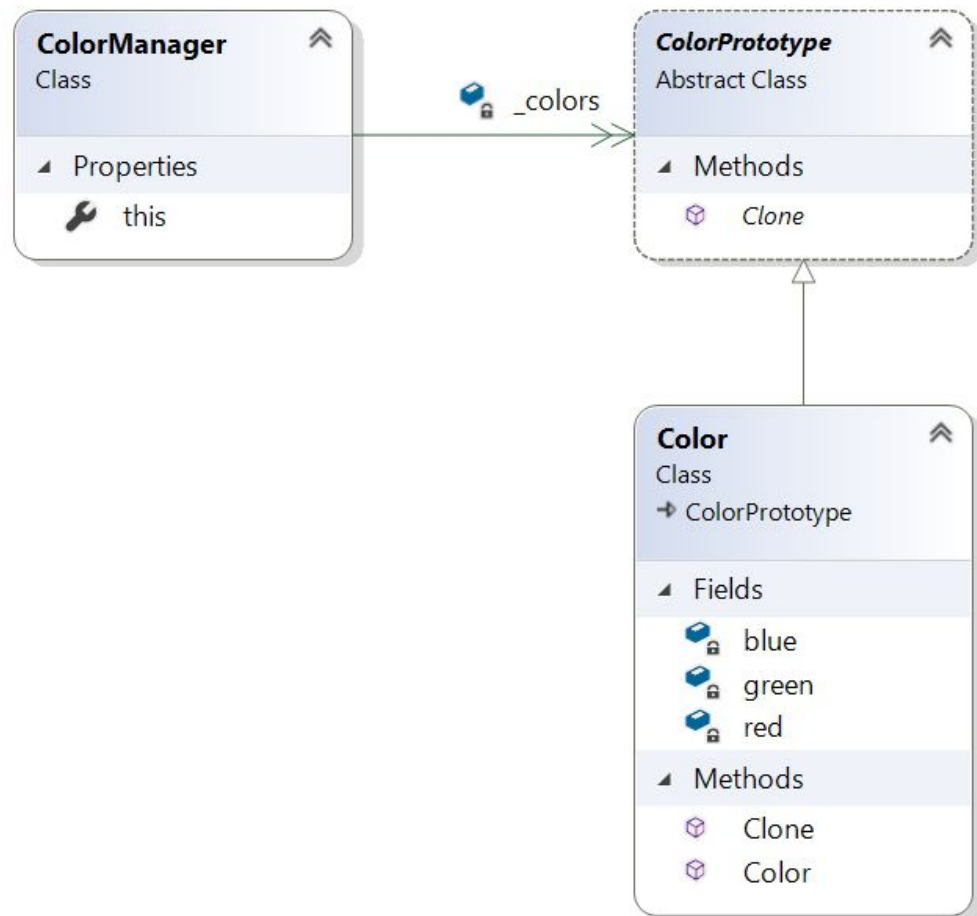 ColorManager
Class
Properties
this
_colors
ColorPrototype
Abstract Class
Methods
Clone
Color
Class
ColorPrototype
Fields
blue
green
red
Methods
Clone
Color